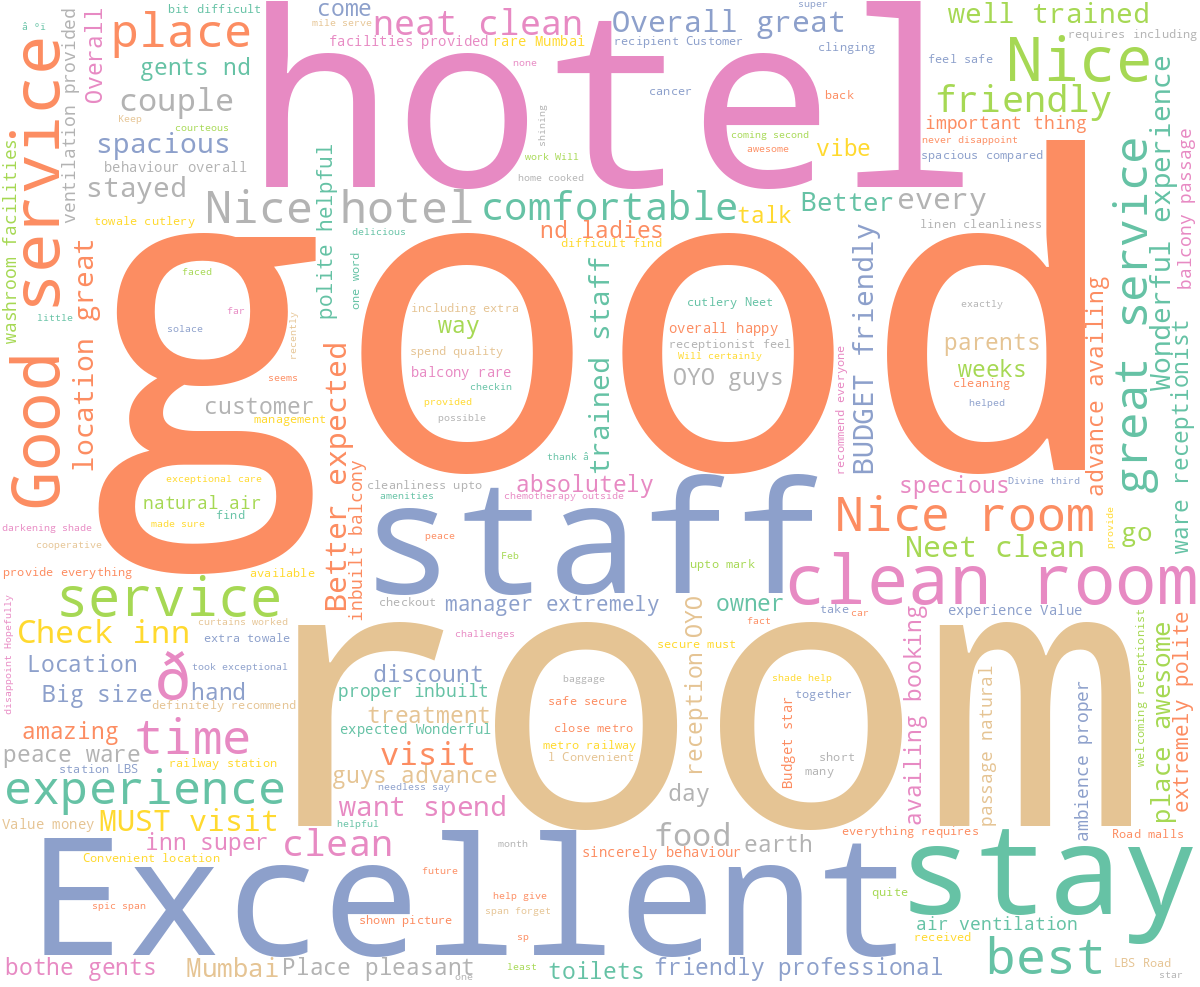 hotel
good
staff
room
Excellent
stay
bit difficult
â °ï
place
gents nd
Overall
ventilation provided
couple
Keep
courteous
spacious
behaviour overall
stayed
towale cutlery
washroom facilities
Good service
little
location great
come
mile serve
neat clean
facilities provided
rare Mumbai
none
Overall great
recipient Customer
super
clinging
cancer
back
coming second
awesome
vibe
shining
work Will
home cooked
well trained
requires including
Nice
feel safe
friendly
important thing
never disappoint
spacious compared
Nice hotel
comfortable
talk
Better
every
linen cleanliness
nd ladies
difficult find
delicious
polite helpful
one word
faced
solace
far
recently
seems
customer
management
including extra
way
spend quality
balcony rare
checkin
provided
possible
trained staff
thank â
cutlery Neet
overall happy
receptionist feel
Will certainly
OYO guys
recommend everyone
BUDGET friendly
exactly
parents
weeks
cleaning
helped
advance availing
great service
Wonderful experience
balcony passage
ware receptionist
exceptional care
natural air
find
made sure
darkening shade
cooperative
provide everything
available
Better expected
inbuilt balcony
cleanliness upto
amenities
absolutely
chemotherapy outside
peace
Feb
upto mark
specious
Divine third
Nice room
provide
go
Neet clean
clean room
service
checkout
manager extremely
owner
take
car
fact
experience Value
Check inn
curtains worked
extra towale
challenges
secure must
disappoint Hopefully
Location
ð
took exceptional
Big size
hand
definitely recommend
discount
proper inbuilt
treatment
expected Wonderful
baggage
safe secure
close metro
metro railway
l Convenient
reception OYO
shade help
together
Budget star
short
many
availing booking
passage natural
ambience proper
welcoming receptionist
place awesome
extremely polite
amazing
time
peace ware
station LBS
railway station
visit
guys advance
needless say
experience
want spend
day
Value money
MUST visit
helpful
inn super
clean
month
food
earth
everything requires
Road malls
Convenient location
sincerely behaviour
future
help give
quite
spic span
shown picture
span forget
sp
air ventilation
received
bothe gents
Mumbai
Place pleasant
one
least
toilets
friendly professional
best
LBS Road
star